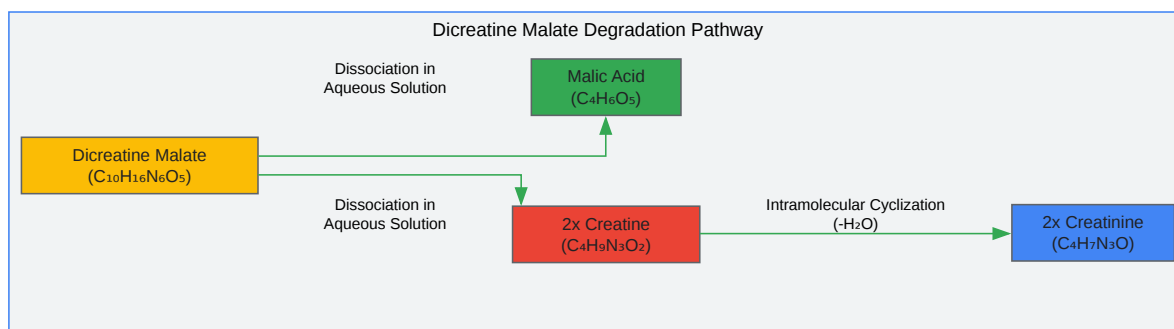 Dicreatine Malate Degradation Pathway
Dissociation in
Aqueous Solution
Malic Acid
(C₄H₆O₅)
Dicreatine Malate
(C₁₀H₁₆N₆O₅)
Dissociation in
Aqueous Solution
2x Creatine
(C₄H₉N₃O₂)
Intramolecular Cyclization
(-H₂O)
2x Creatinine
(C₄H₇N₃O)